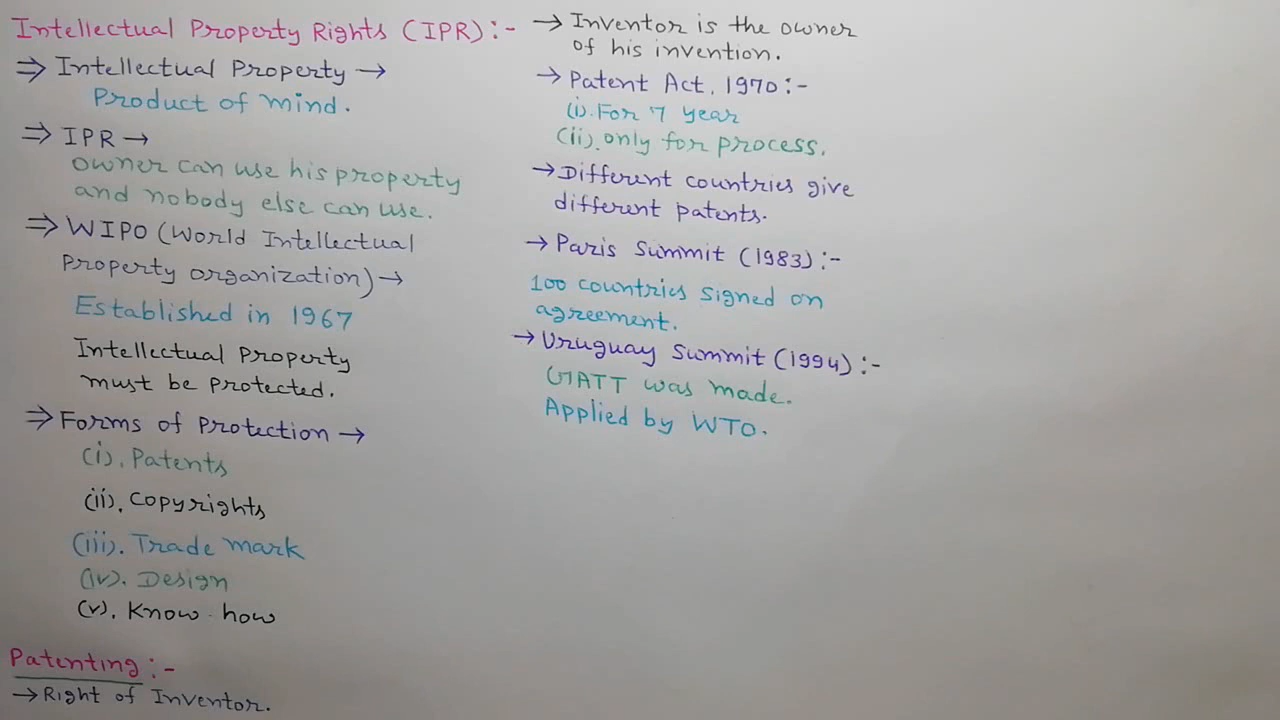 Intellectual Property Rights (IPR):-
⇒ Intellectual Property →
Product of mind.
⇒ IPR →
owner can use his property
and nobody else can use.
⇒ WIPO (World Intellectual
Property organization) →
Established in 1967
Intellectual Property
must be protected.
⇒ Forms of Protection →
(i). Patents
(ii). Copyrights
(iii). Trade mark
(iv). Design
(v). Know-how
Patenting:-
→ Right of Inventor.
→ Inventor is the owner
of his invention.
→ Patent Act, 1970:-
(i). For 7 year
(ii). only for process.
→ Different countries give
different patents.
→ Paris Summit (1983):-
100 countries signed on
agreement.
→ Uruguay Summit (1994):-
GATT was made.
Applied by WTO.